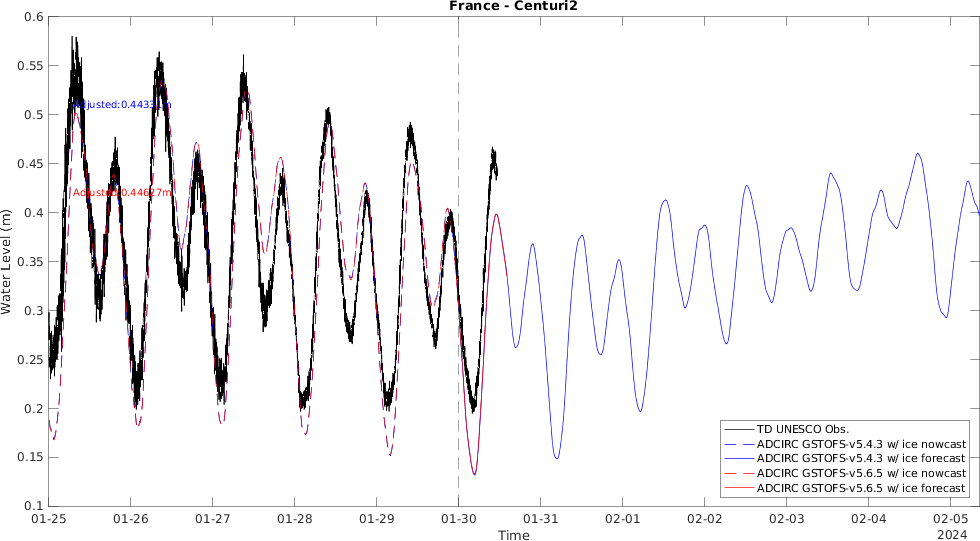 France - Centuri2
0.6
0.55
0.5
0.45
0.4
0.35
0.3
0.25
0.2
0.15
0.1
Water Level (m)
Adjusted:0.44627m
TD UNESCO Obs.
ADCIRC GSTOFS-v5.4.3 w/ ice nowcast
ADCIRC GSTOFS-v5.4.3 w/ ice forecast
ADCIRC GSTOFS-v5.6.5 w/ ice nowcast
ADCIRC GSTOFS-v5.6.5 w/ ice forecast
01-25 01-26 01-27 01-28 01-29 01-30 01-31 02-01 02-02 02-03 02-04 02-05
Time
2024